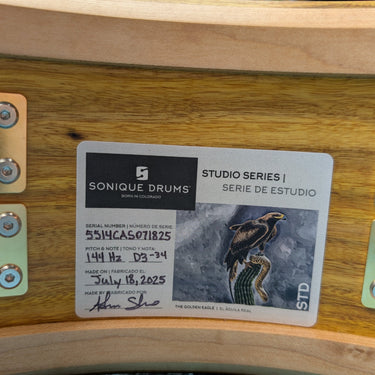 SONIQUE DRUMS
BORN IN COLORADO
STUDIO SERIES |
SERIE DE ESTUDIO
SERIAL NUMBER | NÚMERO DE SERIE:
5514CAS071825
PITCH & NOTE | TONO Y NOTA:
144 Hz D3-34
MADE ON | FABRICADO EL:
July 18, 2025
MADE BY | FABRICADO POR:
THE GOLDEN EAGLE | EL ÁGUILA REAL
STD